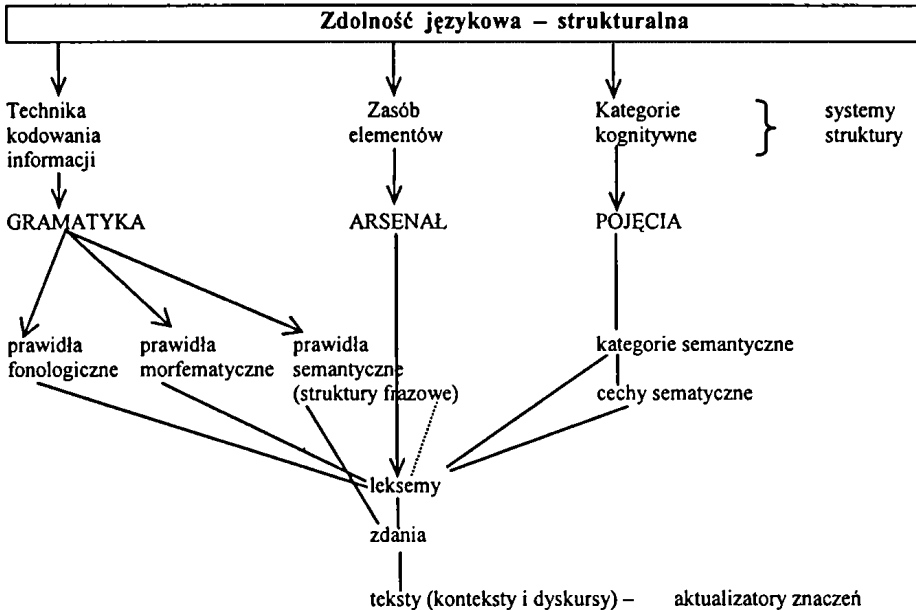 Zdolność językowa – strukturalna
Technika
kodowania
informacji
Zasób
elementów
Kategorie
kognitywne
systemy
struktury
GRAMATYKA
ARSENAŁ
POJĘCIA
prawidła
fonologiczne
prawidła
morfematyczne
prawidła
semantyczne
(struktury frazowe)
kategorie semantyczne
cechy sematyczne
leksemy
zdania
teksty (konteksty i dyskursy) – aktualizatory znaczeń